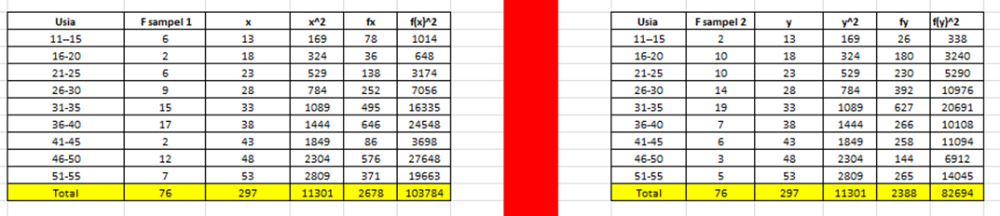 Usia F sampel 1 x x^2 fx f(x)^2
11--15 6 13 169 78 1014
16-20 2 18 324 36 648
21-25 6 23 529 138 3174
26-30 9 28 784 252 7056
31-35 15 33 1089 495 16335
36-40 17 38 1444 646 24548
41-45 2 43 1849 86 3698
46-50 12 48 2304 576 27648
51-55 7 53 2809 371 19663
Total 76 297 11301 2678 103784
Usia F sampel 2 y y^2 fy f(y)^2
11--15 2 13 169 26 338
16-20 10 18 324 180 3240
21-25 10 23 529 230 5290
26-30 14 28 784 392 10976
31-35 19 33 1089 627 20691
36-40 7 38 1444 266 10108
41-45 6 43 1849 258 11094
46-50 3 48 2304 144 6912
51-55 5 53 2809 265 14045
Total 76 297 11301 2388 82694